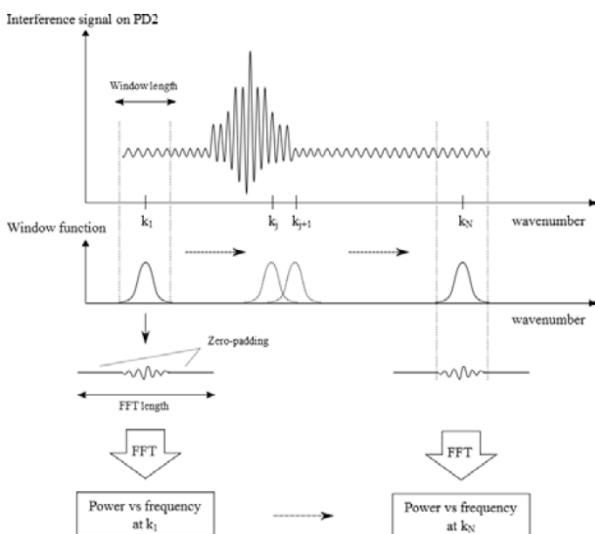 Interference signal on PD2
Window length
k1
kj
kj+1
kN
wavenumber
Window function
wavenumber
Zero-padding
FFT length
FFT
FFT
Power vs frequency
at k1
Power vs frequency
at kN